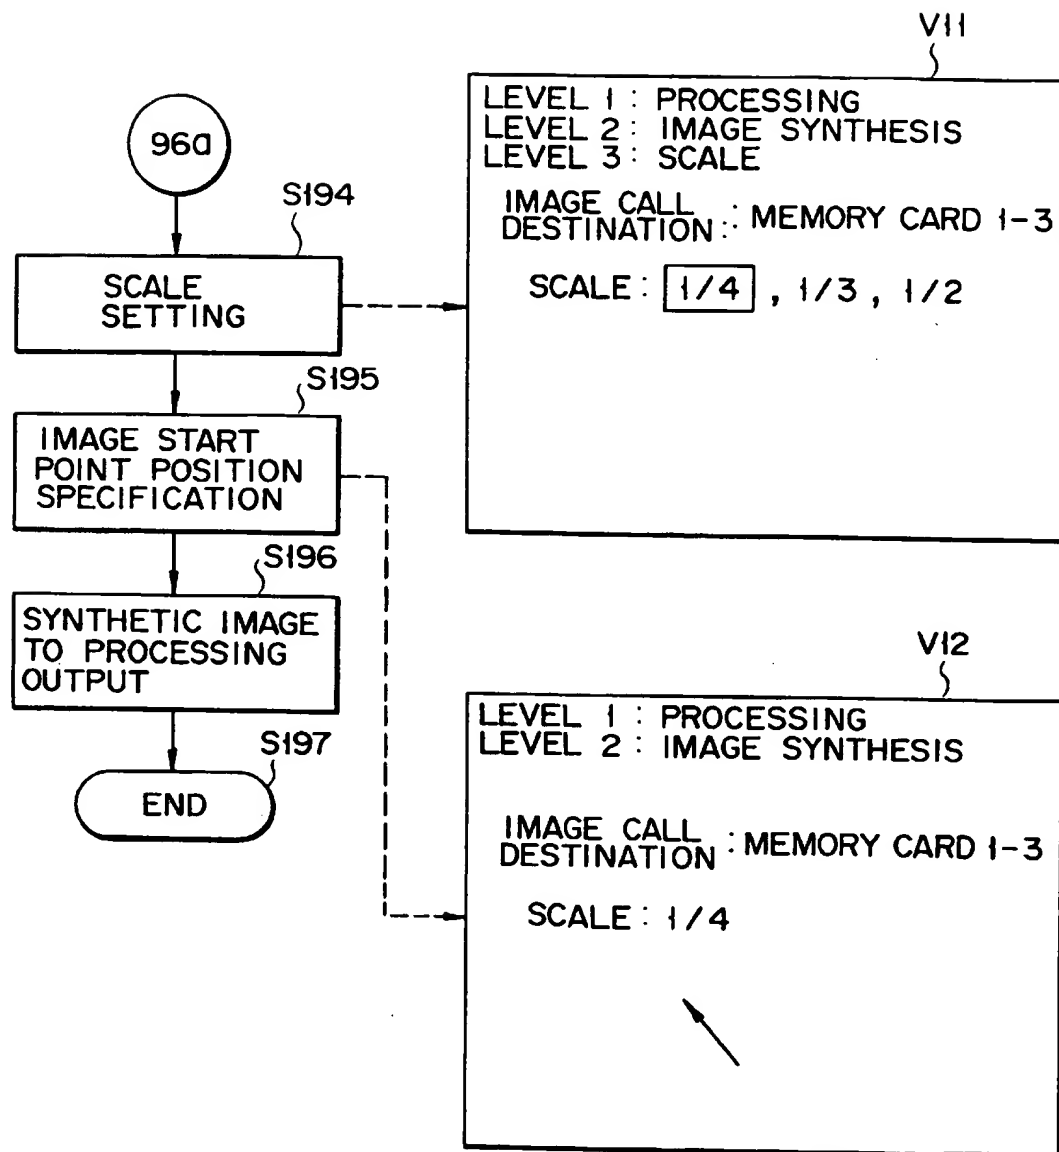 96a
S194
SCALE
SETTING
S195
IMAGE START
POINT POSITION
SPECIFICATION
S196
SYNTHETIC IMAGE
TO PROCESSING
OUTPUT
S197
END
V11
LEVEL 1 : PROCESSING
LEVEL 2 : IMAGE SYNTHESIS
LEVEL 3 : SCALE
IMAGE CALL
DESTINATION : MEMORY CARD 1-3
SCALE : 1/4 , 1/3 , 1/2
V12
LEVEL 1 : PROCESSING
LEVEL 2 : IMAGE SYNTHESIS
IMAGE CALL
DESTINATION : MEMORY CARD 1-3
SCALE : 1/4